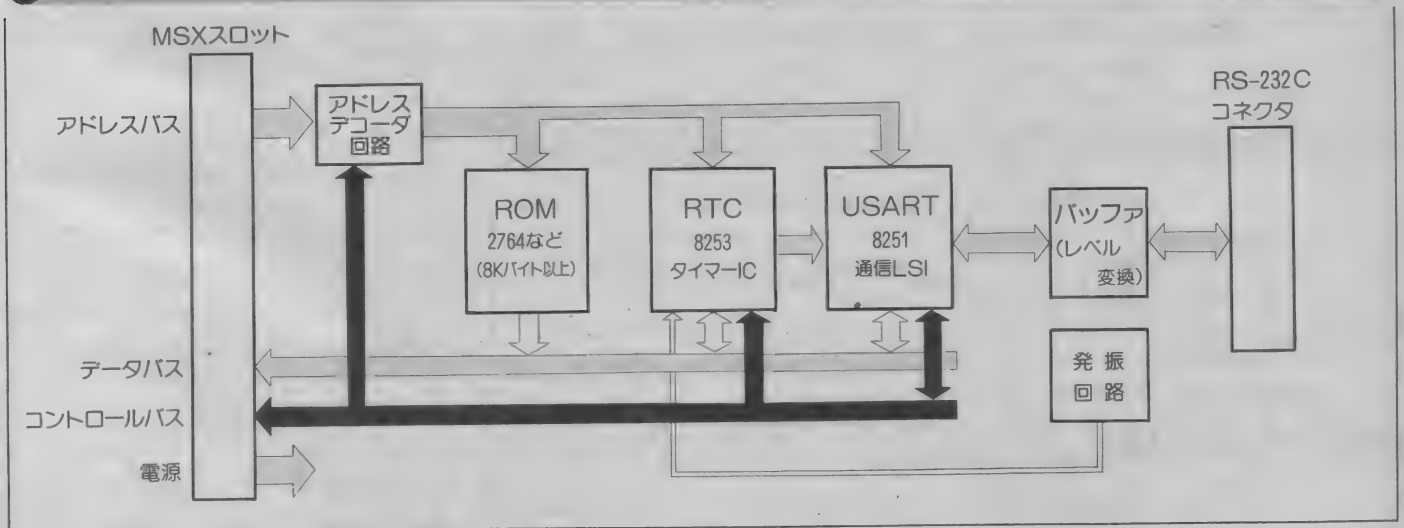 MSXスロット
アドレスバス
アドレス
デコーダ
回路
ROM
2764など
(8Kバイト以上)
RTC
8253
タイマーIC
USART
8251
通信LSI
バッファ
(レベル
変換)
RS-232C
コネクタ
発振
回路
データバス
コントロールバス
電源